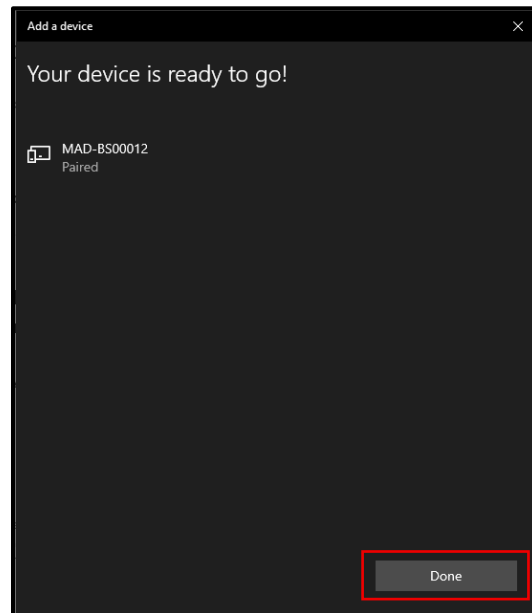 Add a device
Your device is ready to go!
MAD-BS00012
Paired
Done